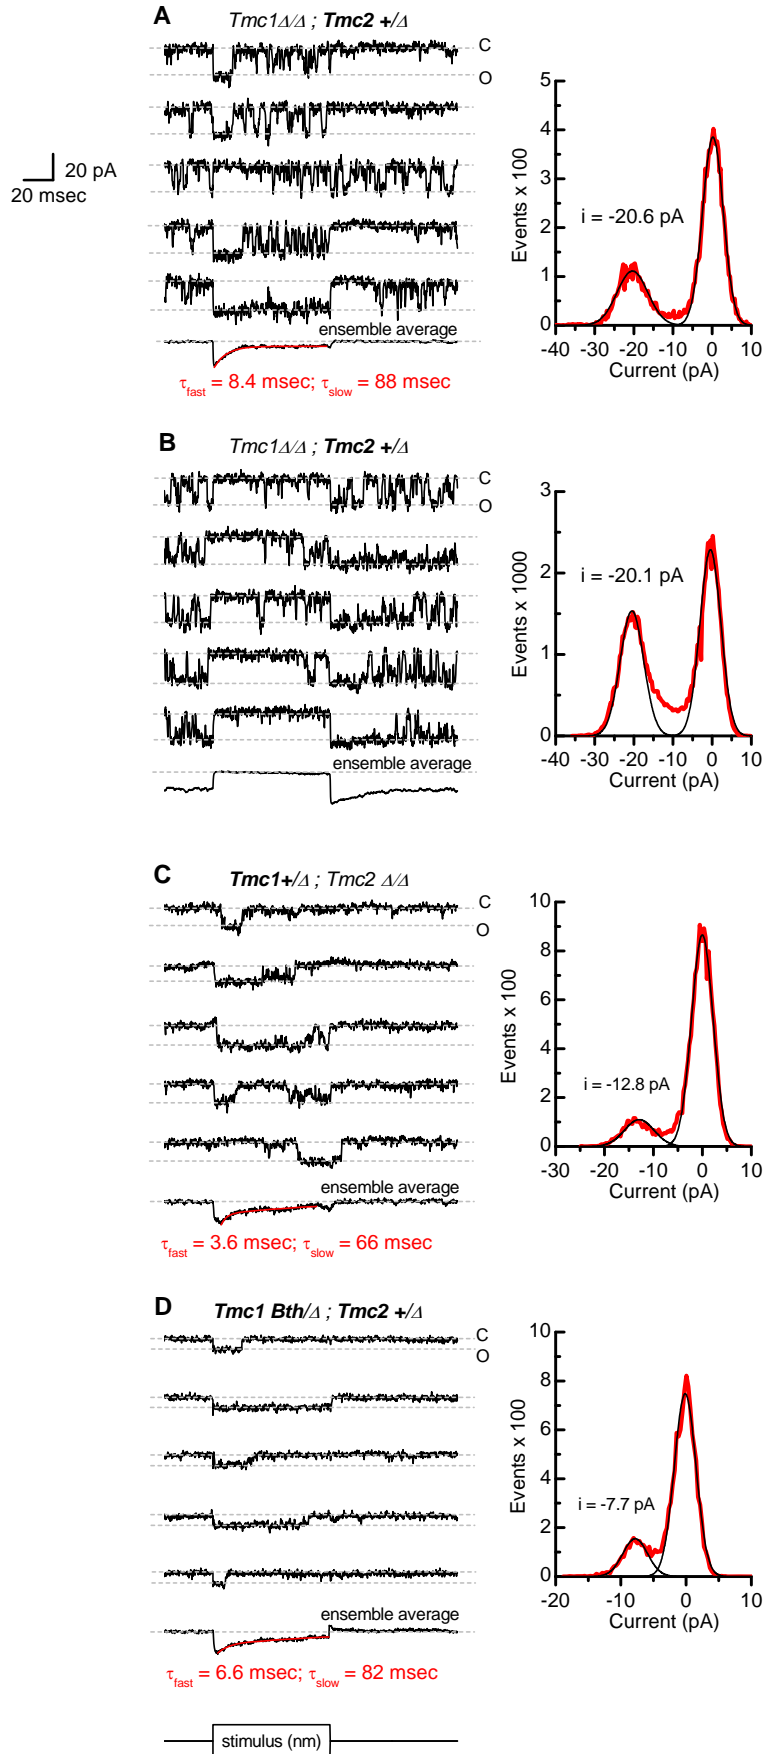 A
Tmc1Δ/Δ ; Tmc2 +/Δ
C
O
20 pA
20 msec
ensemble average
τfast = 8.4 msec; τslow = 88 msec
5
4
3
2
1
0
Events x 100
i = -20.6 pA
-40 -30 -20 -10 0 10
Current (pA)
B
Tmc1Δ/Δ ; Tmc2 +/Δ
C
O
ensemble average
3
2
1
0
Events x 1000
i = -20.1 pA
-40 -30 -20 -10 0 10
Current (pA)
C
Tmc1+/Δ ; Tmc2 Δ/Δ
C
O
ensemble average
τfast = 3.6 msec; τslow = 66 msec
10
8
6
4
2
0
Events x 100
i = -12.8 pA
-30 -20 -10 0 10
Current (pA)
D
Tmc1 Bth/Δ ; Tmc2 +/Δ
C
O
ensemble average
τfast = 6.6 msec; τslow = 82 msec
10
8
6
4
2
0
Events x 100
i = -7.7 pA
-20 -10 0 10
Current (pA)
stimulus (nm)